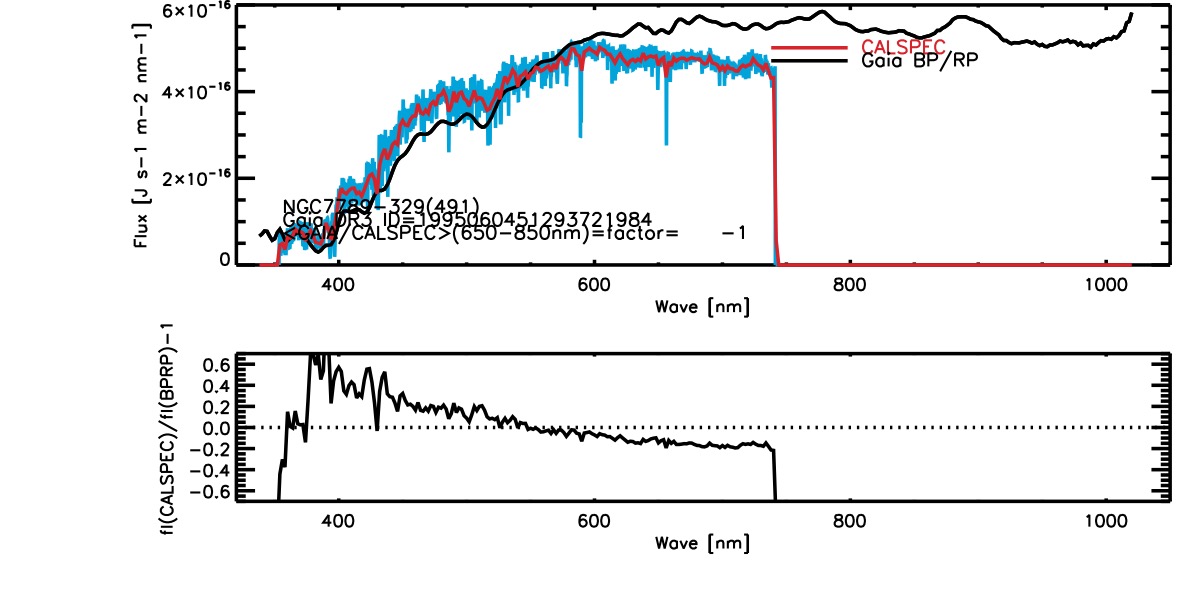 6×10−16
4×10−16
2×10−16
0
Flux [J s−1 m−2 nm−1]
CALSPEC
Gaia BP/RP
NGC7789−329(491)
Gaia DR3 ID=1995060451293721984
<GAIA/CALSPEC>(650−850nm)=factor= −1
400 600 800 1000
Wave [nm]
fl(CALSPEC)/fl(BPRP)−1
0.6
0.4
0.2
0.0
−0.2
−0.4
−0.6
400 600 800 1000
Wave [nm]